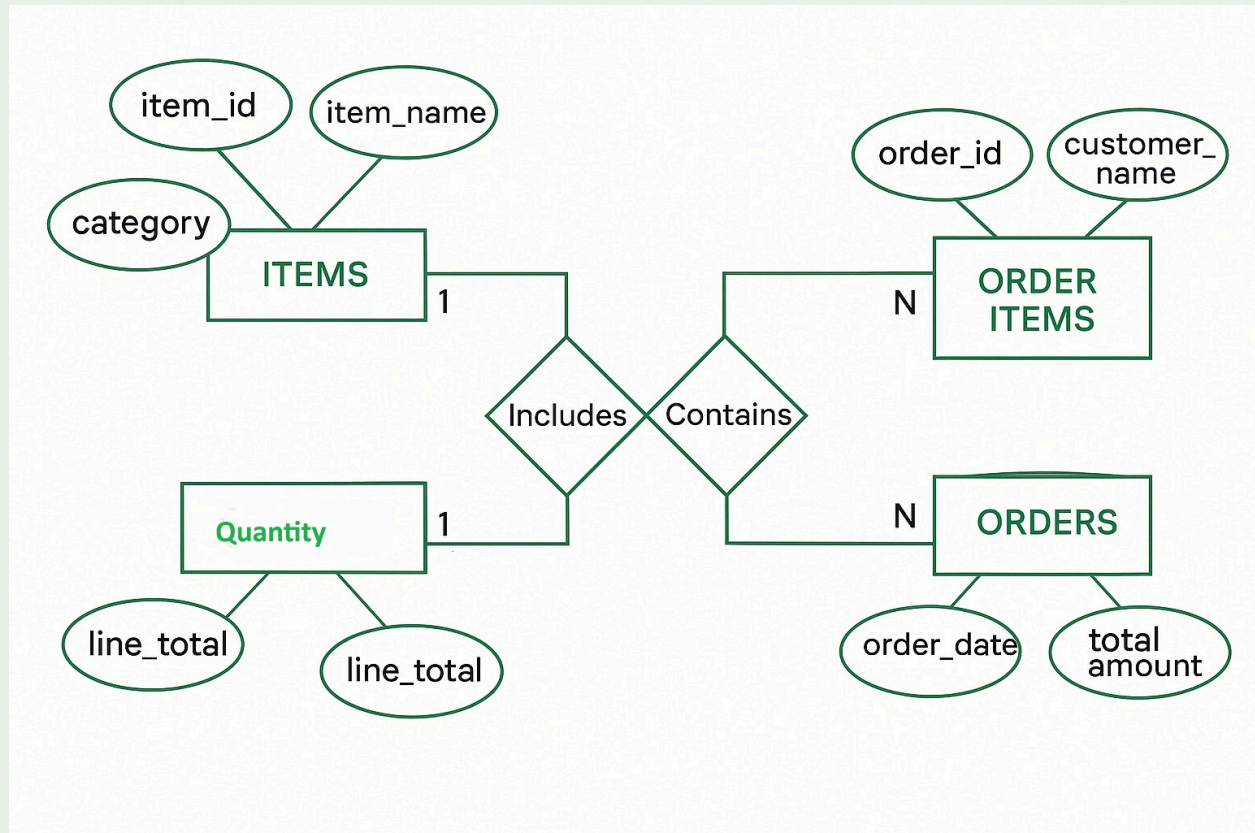 item_id
item_name
category
ITEMS
1
order_id
customer_
name
ORDER
ITEMS
N
Includes
Contains
Quantity
1
line_total
line_total
N
ORDERS
order_date
total
amount